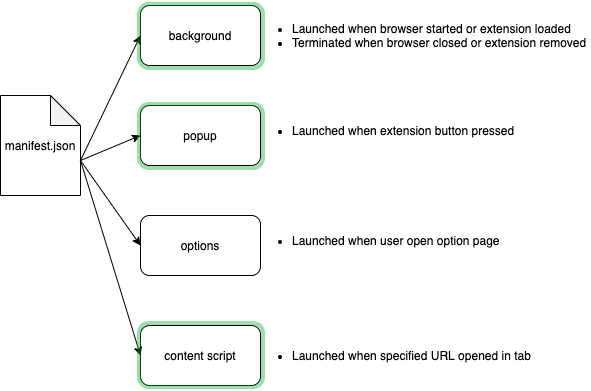 background
• Launched when browser started or extension loaded
• Terminated when browser closed or extension removed
manifest.json
popup
• Launched when extension button pressed
options
• Launched when user open option page
content script
• Launched when specified URL opened in tab